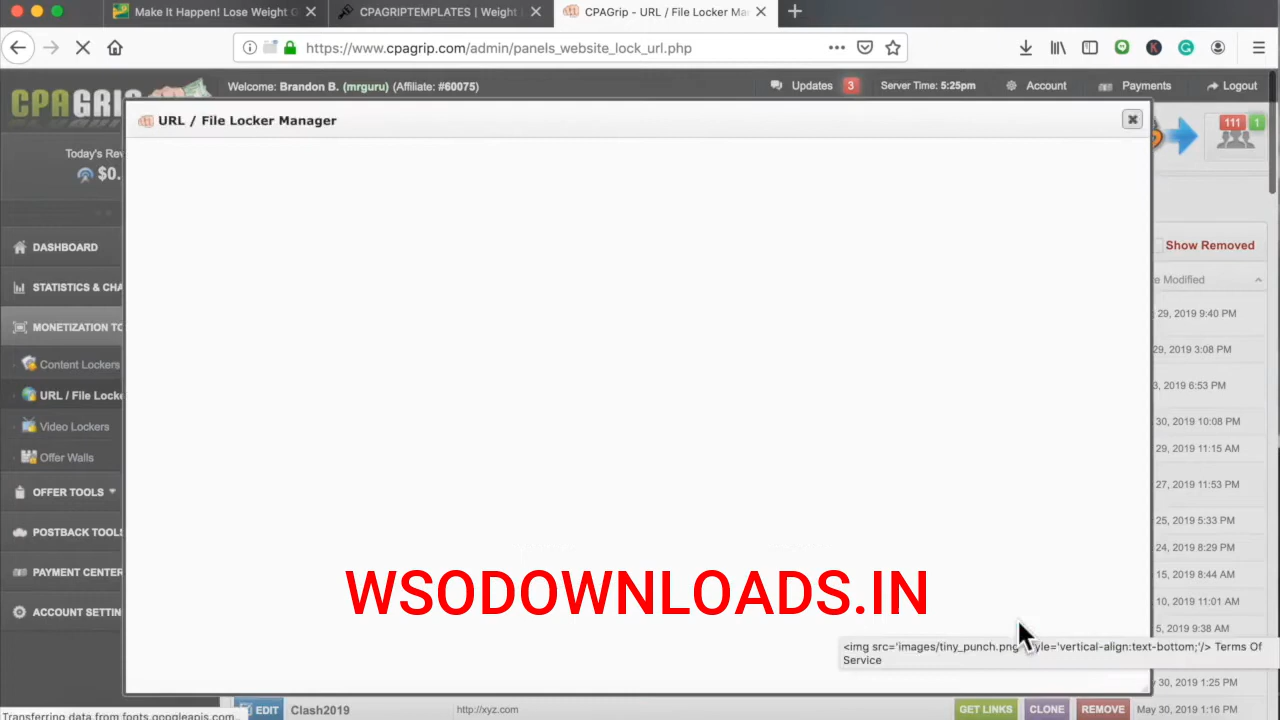 Make It Happen! Lose Weight G
CPAGRIPTEMPLATES | Weight
CPAGrip - URL / File Locker Ma
https://www.cpagrip.com/admin/panels_website_lock_url.php
CPAGRIP
Welcome: Brandon B. (mrguru) (Affiliate: #60075)
Updates 3
Server Time: 5:25pm
Account
Payments
Logout
URL / File Locker Manager
111 1
Today's Rev
$0.
DASHBOARD
STATISTICS & CHA
MONETIZATION TO
Content Lockers
URL / File Locke
Video Lockers
Offer Walls
OFFER TOOLS
POSTBACK TOOLS
PAYMENT CENTER
ACCOUNT SETTIN
Show Removed
e Modified
29, 2019 9:40 PM
29, 2019 3:08 PM
3, 2019 6:53 PM
30, 2019 10:08 PM
29, 2019 11:15 AM
27, 2019 11:53 PM
25, 2019 5:33 PM
24, 2019 8:29 PM
15, 2019 8:44 AM
10, 2019 11:01 AM
5, 2019 9:38 AM
30, 2019 1:25 PM
WSODOWNLOADS.IN
<img src='images/tiny_punch.png' style='vertical-align:text-bottom;'/> Terms Of
Service
EDIT Clash2019 http://xyz.com GET LINKS CLONE REMOVE May 30, 2019 1:16 PM
Transferring data from fonts.googleapis.com...